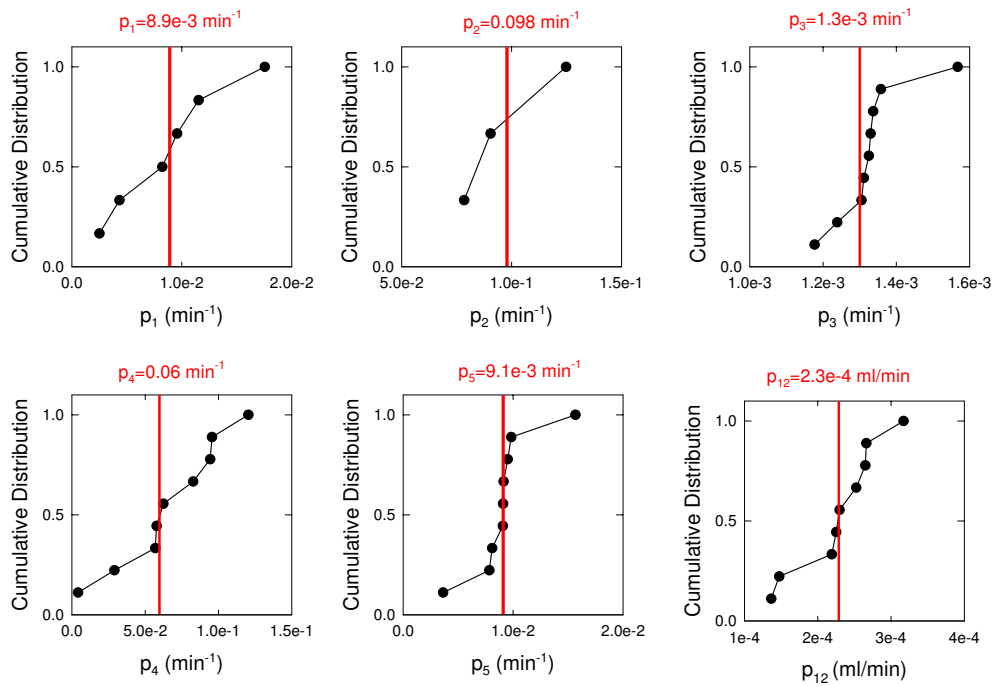 p₁=8.9e-3 min⁻¹
p₂=0.098 min⁻¹
p₃=1.3e-3 min⁻¹
Cumulative Distribution
1.0
0.5
0.0
0.0 1.0e-2 2.0e-2
p₁ (min⁻¹)
Cumulative Distribution
1.0
0.5
0.0
5.0e-2 1.0e-1 1.5e-1
p₂ (min⁻¹)
Cumulative Distribution
1.0
0.5
0.0
1.0e-3 1.2e-3 1.4e-3 1.6e-3
p₃ (min⁻¹)
p₄=0.06 min⁻¹
p₅=9.1e-3 min⁻¹
p₁₂=2.3e-4 ml/min
Cumulative Distribution
1.0
0.5
0.0
0.0 5.0e-2 1.0e-1 1.5e-1
p₄ (min⁻¹)
Cumulative Distribution
1.0
0.5
0.0
0.0 1.0e-2 2.0e-2
p₅ (min⁻¹)
Cumulative Distribution
1.0
0.5
0.0
1e-4 2e-4 3e-4 4e-4
p₁₂ (ml/min)